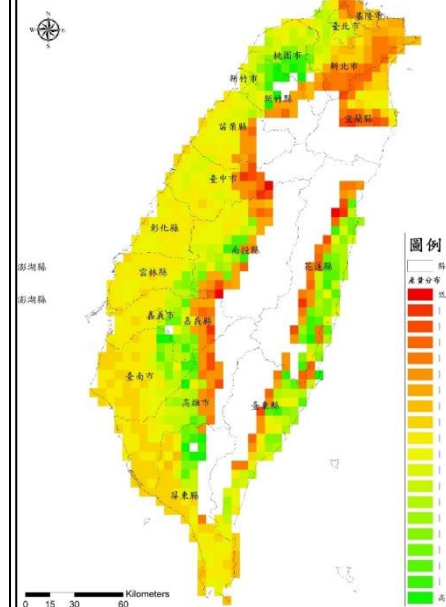 N
W
E
S
基隆市
臺北市
桃園市
新北市
新竹市
新竹縣
宜蘭縣
苗栗縣
臺中市
彰化縣
南投縣
花蓮縣
澎湖縣
雲林縣
澎湖縣
嘉義市
嘉義縣
臺南市
高雄市
臺東縣
屏東縣
圖例
產量分布
低
高
Kilometers
0 15 30 60